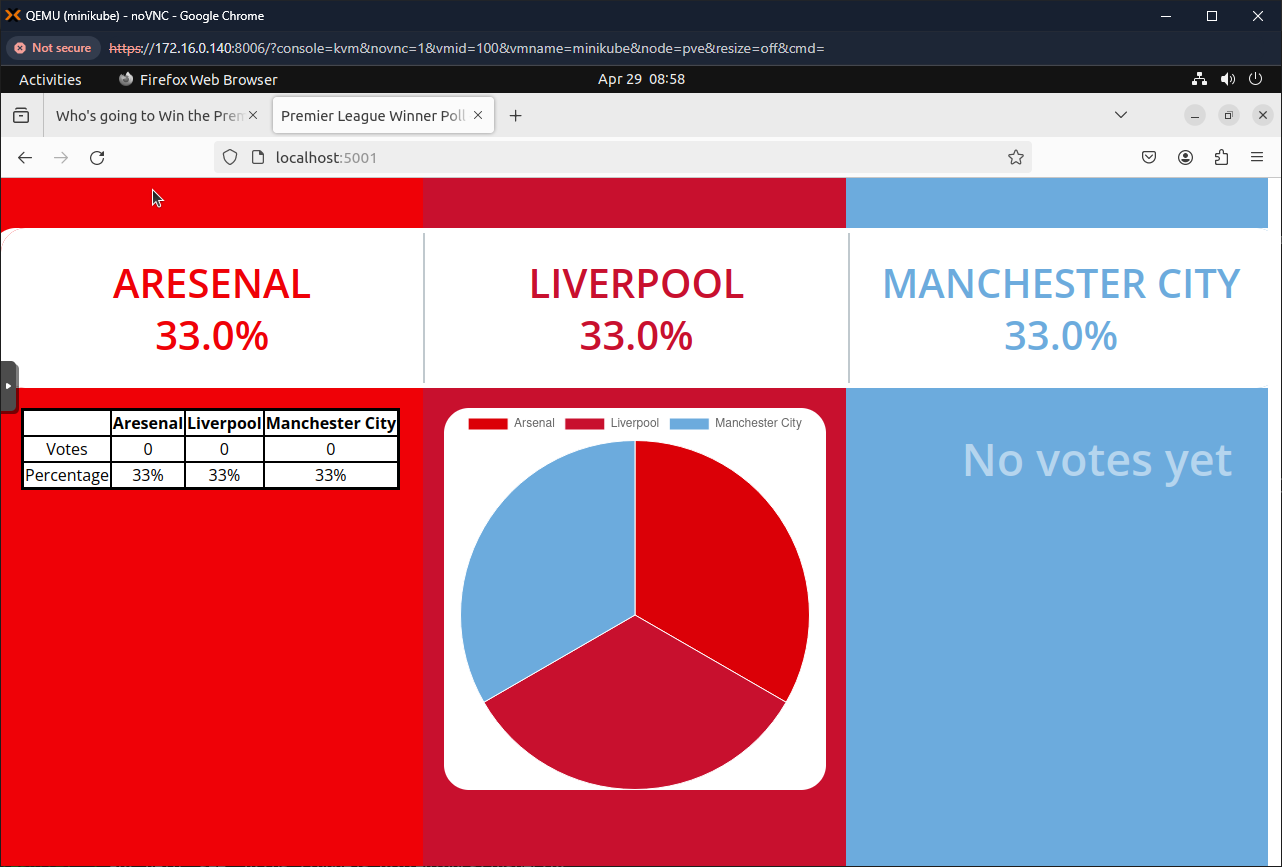 QEMU (minikube) - noVNC - Google Chrome
Not secure https://172.16.0.140:8006/?console=kvm&novnc=1&vmid=100&vmname=minikube&node=pve&resize=off&cmd=
Activities Firefox Web Browser Apr 29 08:58
Who's going to Win the Prem Premier League Winner Poll
localhost:5001
ARESENAL LIVERPOOL MANCHESTER CITY
33.0% 33.0% 33.0%
Aresenal Liverpool Manchester City
Votes 0 0 0
Percentage 33% 33% 33%
Arsenal Liverpool Manchester City
No votes yet